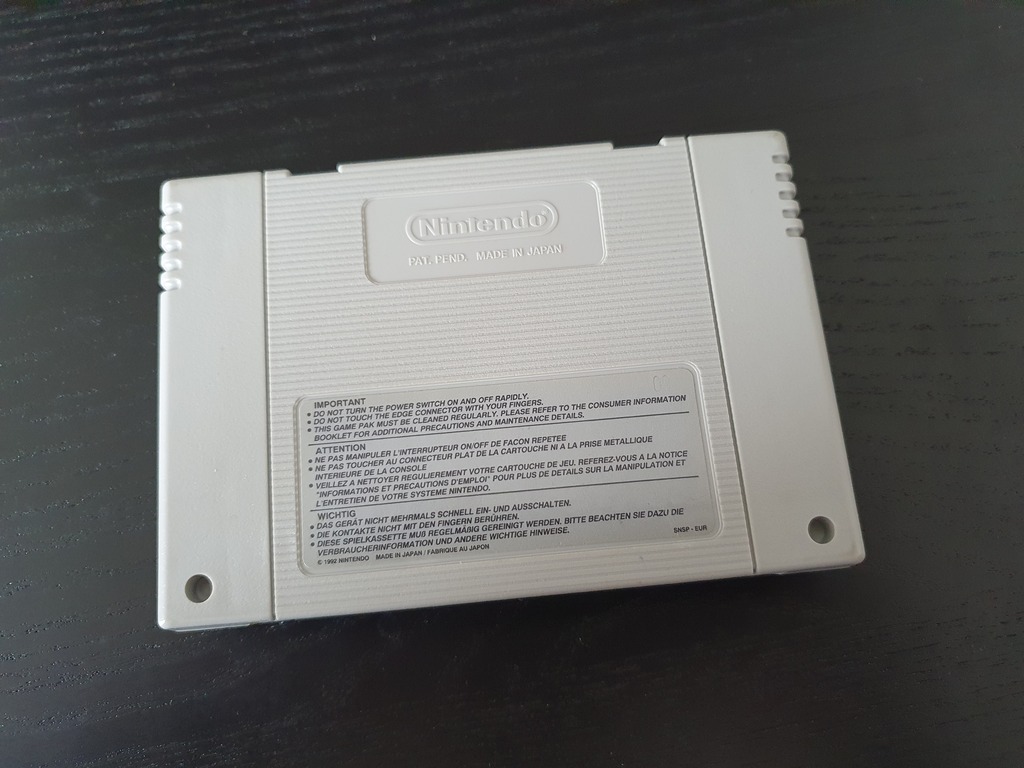 Nintendo®
PAT. PEND. MADE IN JAPAN
IMPORTANT
• DO NOT TURN THE POWER SWITCH ON AND OFF RAPIDLY.
• DO NOT TOUCH THE EDGE CONNECTOR WITH YOUR FINGERS.
• THIS GAME PAK MUST BE CLEANED REGULARLY. PLEASE REFER TO THE CONSUMER INFORMATION
BOOKLET FOR ADDITIONAL PRECAUTIONS AND MAINTENANCE DETAILS.
ATTENTION
• NE PAS MANIPULER L'INTERRUPTEUR ON/OFF DE FACON REPETEE
• NE PAS TOUCHER AU CONNECTEUR PLAT DE LA CARTOUCHE NI A LA PRISE METALLIQUE
INTERIEURE DE LA CONSOLE
• VEILLEZ A NETTOYER REGULIEREMENT VOTRE CARTOUCHE DE JEU. REFEREZ-VOUS A LA NOTICE
"INFORMATIONS ET PRECAUTIONS D'EMPLOI" POUR PLUS DE DETAILS SUR LA MANIPULATION ET
L'ENTRETIEN DE VOTRE SYSTEME NINTENDO.
WICHTIG
• DAS GERÄT NICHT MEHRMALS SCHNELL EIN- UND AUSSCHALTEN.
• DIE KONTAKTE NICHT MIT DEN FINGERN BERÜHREN.
• DIESE SPIELKASSETTE MUß REGELMÄßIG GEREINIGT WERDEN. BITTE BEACHTEN SIE DAZU DIE
VERBRAUCHERINFORMATION UND ANDERE WICHTIGE HINWEISE.
© 1992 NINTENDO MADE IN JAPAN / FABRIQUE AU JAPON
SNSP - EUR